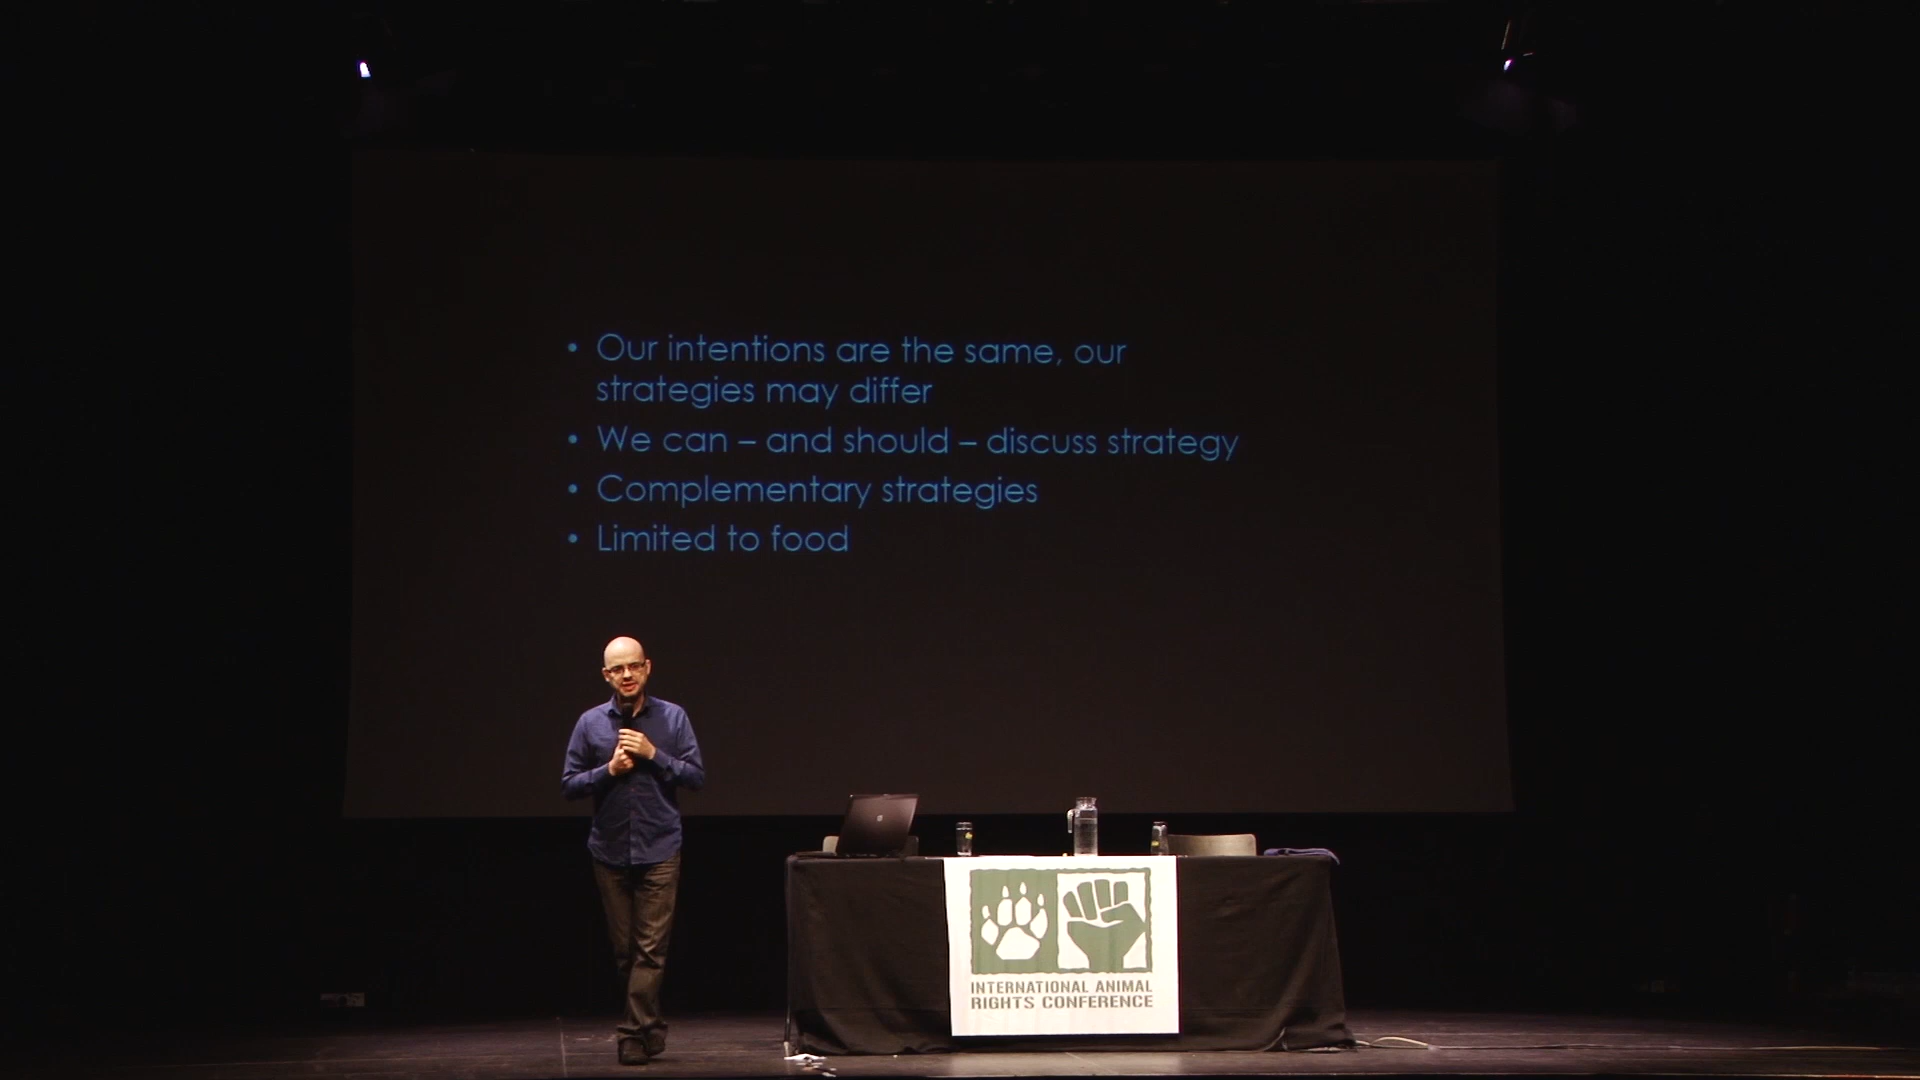 • Our intentions are the same, our
strategies may differ
• We can – and should – discuss strategy
• Complementary strategies
• Limited to food
INTERNATIONAL ANIMAL
RIGHTS CONFERENCE